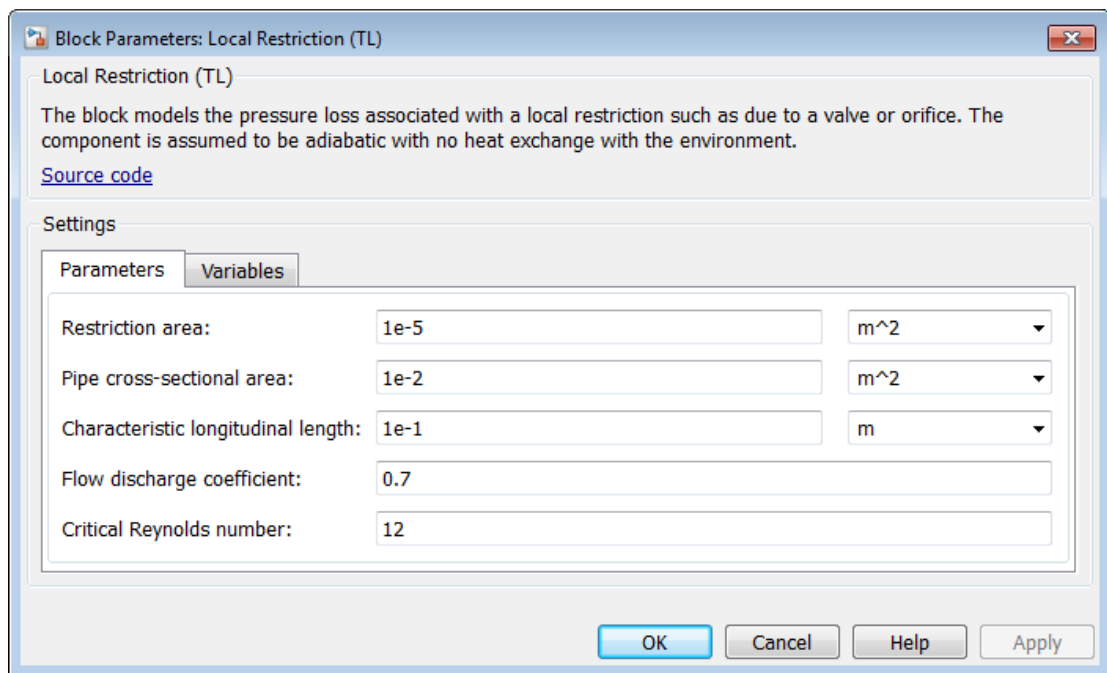 Block Parameters: Local Restriction (TL)
Local Restriction (TL)
The block models the pressure loss associated with a local restriction such as due to a valve or orifice. The
component is assumed to be adiabatic with no heat exchange with the environment.
Source code
Settings
Parameters Variables
Restriction area: 1e-5 m^2
Pipe cross-sectional area: 1e-2 m^2
Characteristic longitudinal length: 1e-1 m
Flow discharge coefficient: 0.7
Critical Reynolds number: 12
OK Cancel Help Apply